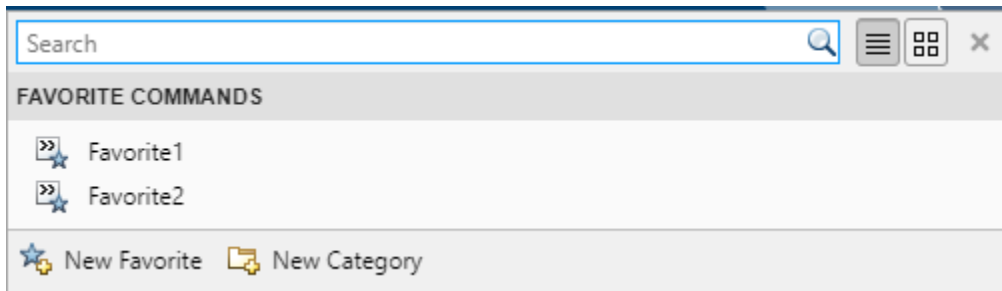 Search
FAVORITE COMMANDS
Favorite1
Favorite2
New Favorite New Category